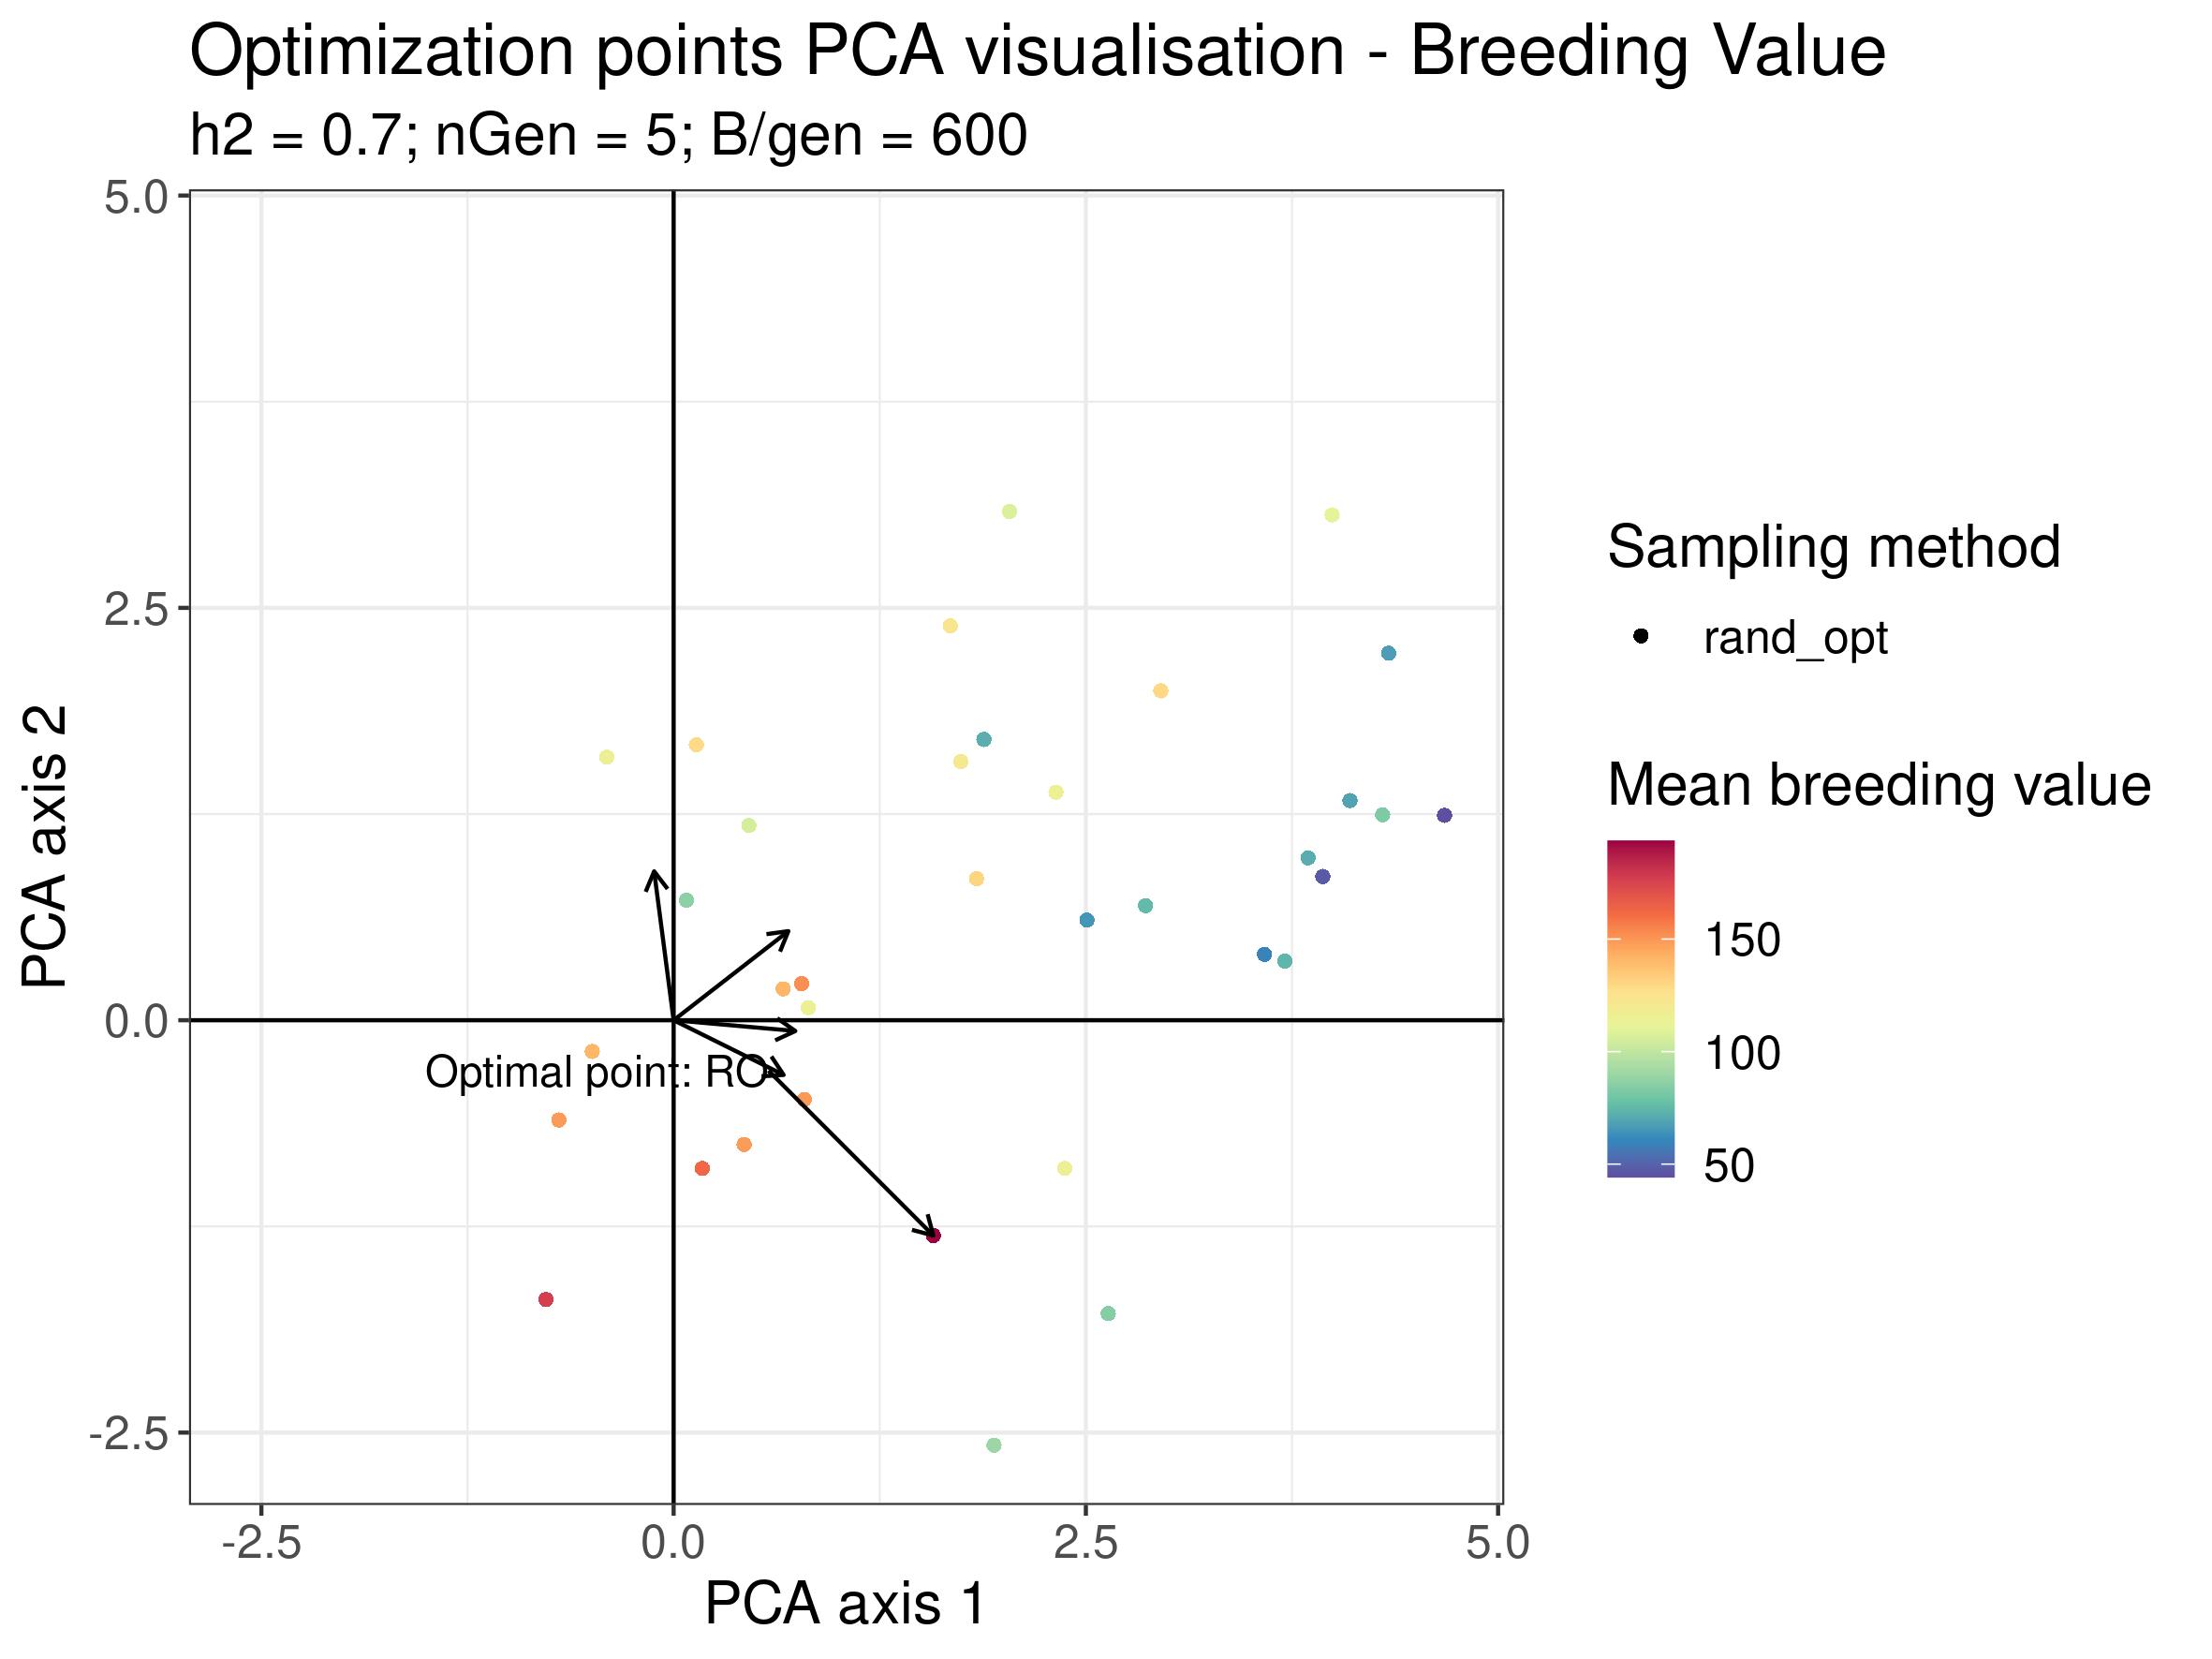 Optimization points PCA visualisation - Breeding Value
h2 = 0.7; nGen = 5; B/gen = 600
5.0
2.5
0.0
-2.5
PCA axis 2
Optimal point: RO
-2.5
0.0
2.5
5.0
PCA axis 1
Sampling method
rand_opt
Mean breeding value
150
100
50